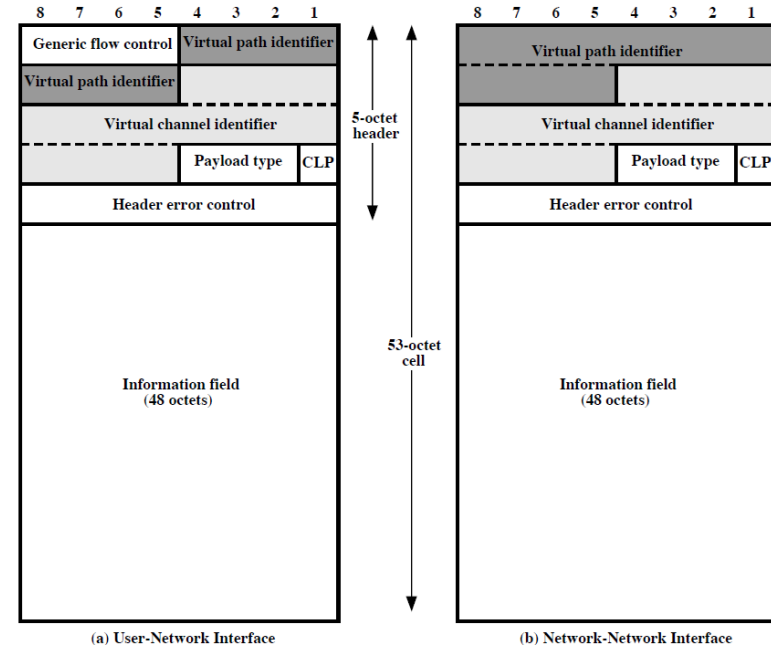 8 7 6 5 4 3 2 1
Generic flow control
Virtual path identifier
Virtual path identifier
Virtual channel identifier
Payload type
CLP
Header error control
Information field
(48 octets)
(a) User-Network Interface
5-octet
header
53-octet
cell
8 7 6 5 4 3 2 1
Virtual path identifier
Virtual channel identifier
Payload type
CLP
Header error control
Information field
(48 octets)
(b) Network-Network Interface